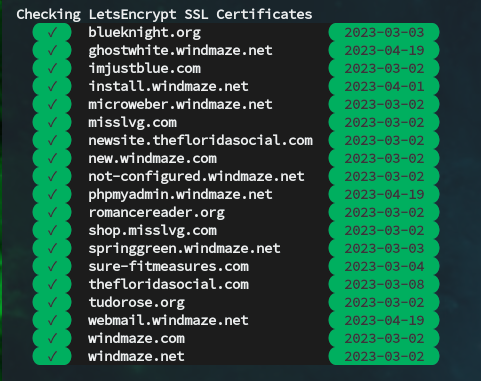 Checking LetsEncrypt SSL Certificates
✓ blueknight.org 2023-03-03
✓ ghostwhite.windmaze.net 2023-04-19
✓ imjustblue.com 2023-03-02
✓ install.windmaze.net 2023-04-01
✓ microweber.windmaze.net 2023-03-02
✓ misslvg.com 2023-03-02
✓ newsite.thefloridasocial.com 2023-03-02
✓ new.windmaze.com 2023-03-02
✓ not-configured.windmaze.net 2023-03-02
✓ phpmyadmin.windmaze.net 2023-04-19
✓ romancereader.org 2023-03-02
✓ shop.misslvg.com 2023-03-02
✓ springgreen.windmaze.net 2023-03-03
✓ sure-fitmeasures.com 2023-03-04
✓ thefloridasocial.com 2023-03-08
✓ tudorose.org 2023-03-02
✓ webmail.windmaze.net 2023-04-19
✓ windmaze.com 2023-03-02
✓ windmaze.net 2023-03-02